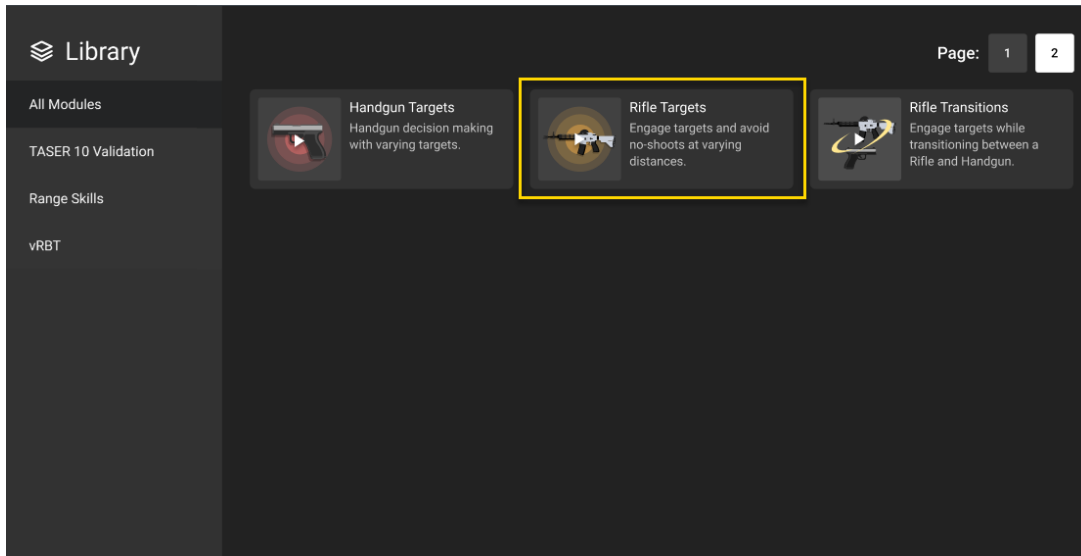 Library
Page: 1 2
All Modules
TASER 10 Validation
Range Skills
vRBT
Handgun Targets
Handgun decision making
with varying targets.
Rifle Targets
Engage targets and avoid
no-shoots at varying
distances.
Rifle Transitions
Engage targets while
transitioning between a
Rifle and Handgun.